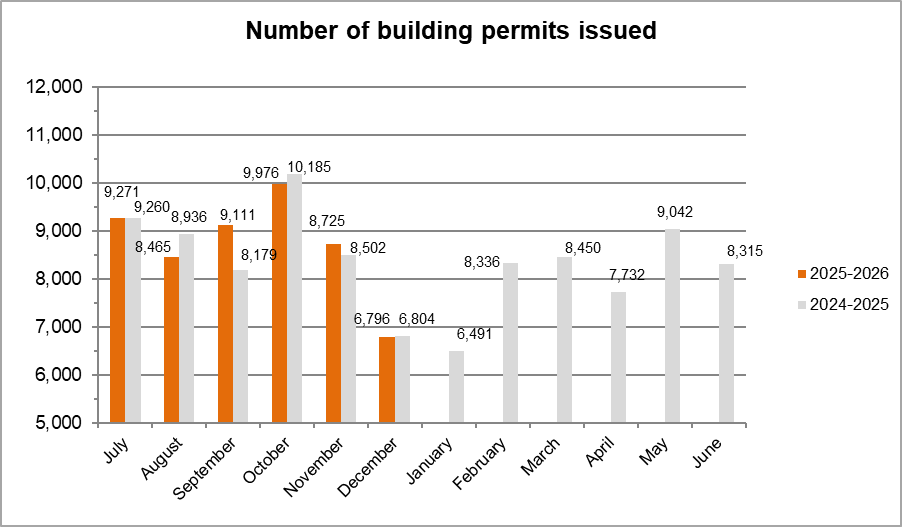 Number of building permits issued
12,000
11,000
10,000
9,000
8,000
7,000
6,000
5,000
9,271
9,260
8,465
8,936
9,111
8,179
9,976
10,185
8,725
8,502
6,796
6,804
6,491
8,336
8,450
7,732
9,042
8,315
July
August
September
October
November
December
January
February
March
April
May
June
2025-2026
2024-2025